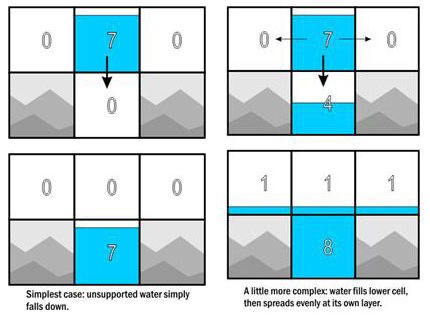 0 7 0
0
0 7 0
4
0 0 0
7
1 1 1
8
Simplest case: unsupported water simply
falls down.
A little more complex: water fills lower cell,
then spreads evenly at its own layer.